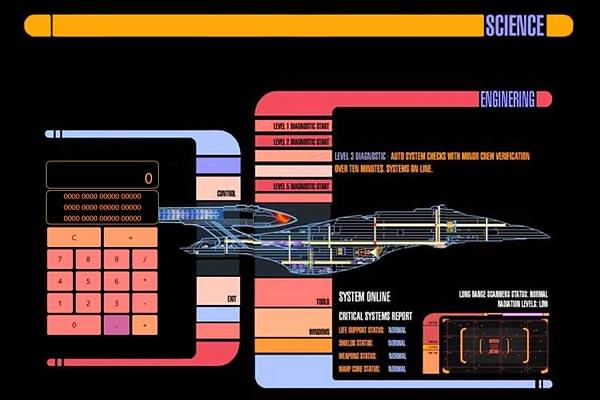 SCIENCE
ENGINERING
LEVEL 1 DIAGNOSTIC START
LEVEL 2 DIAGNOSTIC START
LEVEL 3 DIAGNOSTIC - AUTO SYSTEM CHECKS WITH MINOR CREW VERIFICATION
OVER TEN MINUTES. SYSTEMS ON-LINE.
LEVEL 5 DIAGNOSTIC START
CONTROL
0
0000 0000 00000 00000
0000 0000 00000 00000
0000 0000 00000 00000
C
7 8 9 /
4 5 6 *
1 2 3 -
0 . +
EXIT
TOOLS
WINDOWS
SYSTEM ONLINE
LONG RANGE SCANNERS STATUS: NORMAL
RADIATION LEVELS: LOW
CRITICAL SYSTEMS REPORT
LIFE SUPPORT STATUS: NORMAL
SHIELDS STATUS: NORMAL
WEAPONS STATUS: NORMAL
WARP CORE STATUS: NORMAL